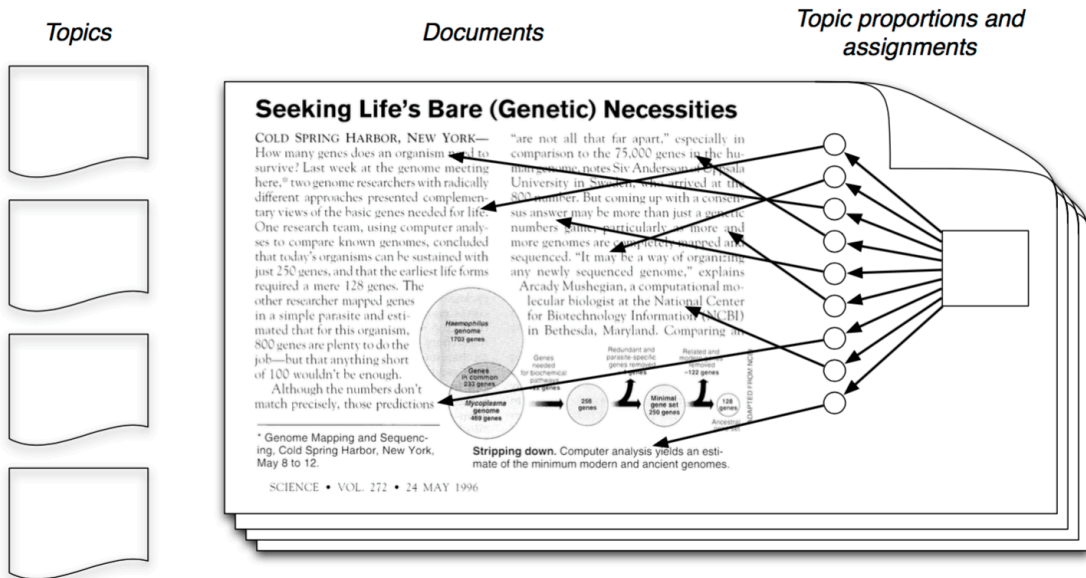 Topics
Documents
Topic proportions and
assignments
Seeking Life's Bare (Genetic) Necessities
COLD SPRING HARBOR, NEW YORK—
How many genes does an organism need to
survive? Last week at the genome meeting
here,* two genome researchers with radically
different approaches presented complemen-
tary views of the basic genes needed for life.
One research team, using computer analy-
ses to compare known genomes, concluded
that today's organisms can be sustained with
just 250 genes, and that the earliest life forms
required a mere 128 genes. The
other researcher mapped genes
in a simple parasite and esti-
mated that for this organism,
800 genes are plenty to do the
job—but that anything short
of 100 wouldn't be enough.
Although the numbers don't
match precisely, those predictions
* Genome Mapping and Sequenc-
ing, Cold Spring Harbor, New York,
May 8 to 12.
"are not all that far apart," especially in
comparison to the 75,000 genes in the hu-
man genome, notes Siv Andersson of Uppsala
University in Sweden, who arrived at the
800 number. But coming up with a consen-
sus answer may be more than just a genetic
numbers game, particularly as more and
more genomes are completely mapped and
sequenced. "It may be a way of organizing
any newly sequenced genome," explains
Arcady Mushegian, a computational mo-
lecular biologist at the National Center
for Biotechnology Information (NCBI)
in Bethesda, Maryland. Comparing an
Haemophilus
genome
1703 genes
Genes
in common
233 genes
Mycoplasma
genome
469 genes
Genes
needed
for biochemical
pathways
genes
256
genes
Redundant and
parasite-specific
genes removed
genes
Minimal
gene set
250 genes
Related and
modern genes
removed
–122 genes
128
genes
Ancestral
gene set
ADAPTED FROM NCBI
Stripping down. Computer analysis yields an esti-
mate of the minimum modern and ancient genomes.
SCIENCE • VOL. 272 • 24 MAY 1996